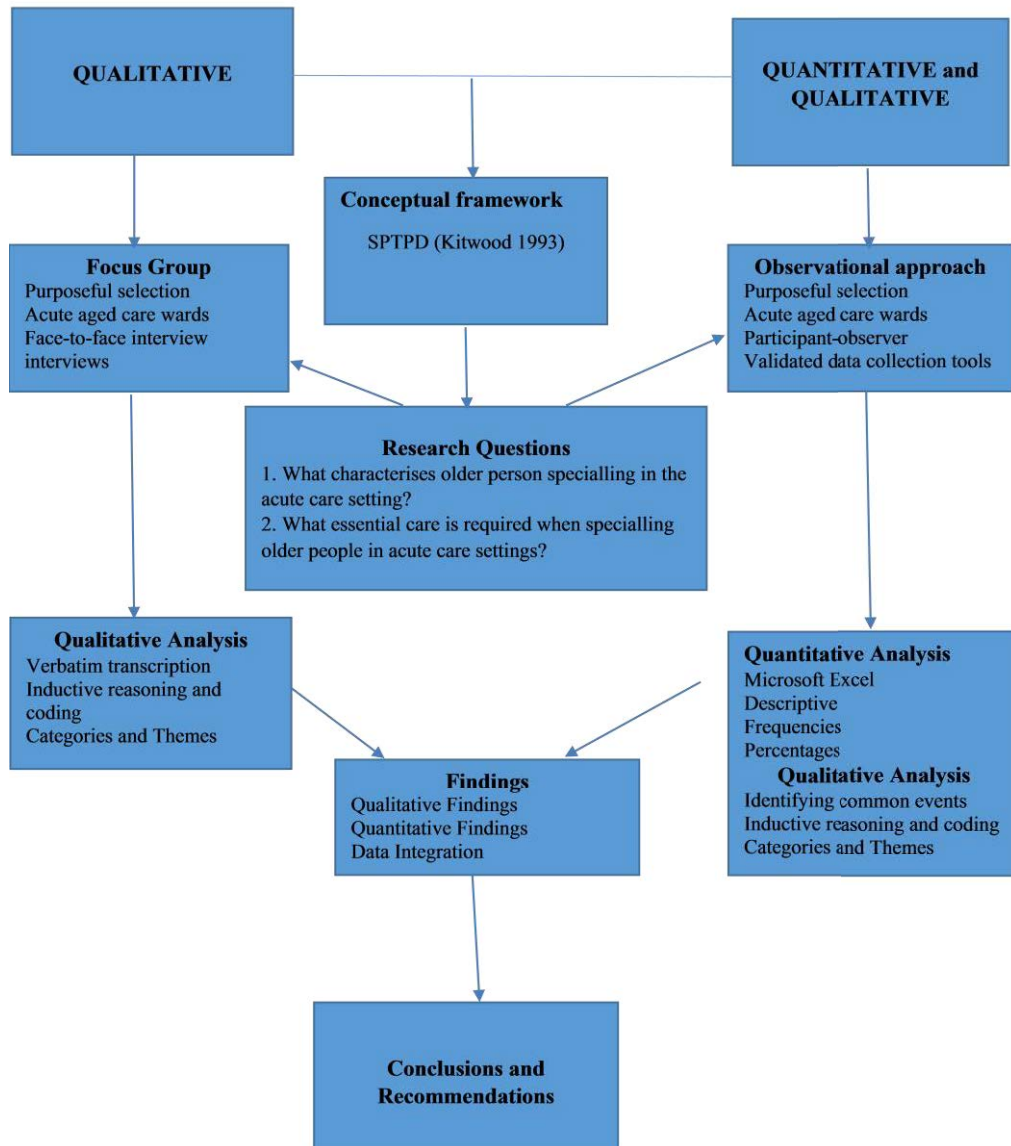 QUALITATIVE
QUANTITATIVE and
QUALITATIVE
Conceptual framework
SPTPD (Kitwood 1993)
Focus Group
Purposeful selection
Acute aged care wards
Face-to-face interview
interviews
Observational approach
Purposeful selection
Acute aged care wards
Participant-observer
Validated data collection tools
Research Questions
1. What characterises older person specialling in the
acute care setting?
2. What essential care is required when specialling
older people in acute care settings?
Qualitative Analysis
Verbatim transcription
Inductive reasoning and
coding
Categories and Themes
Quantitative Analysis
Microsoft Excel
Descriptive
Frequencies
Percentages
Qualitative Analysis
Identifying common events
Inductive reasoning and coding
Categories and Themes
Findings
Qualitative Findings
Quantitative Findings
Data Integration
Conclusions and
Recommendations